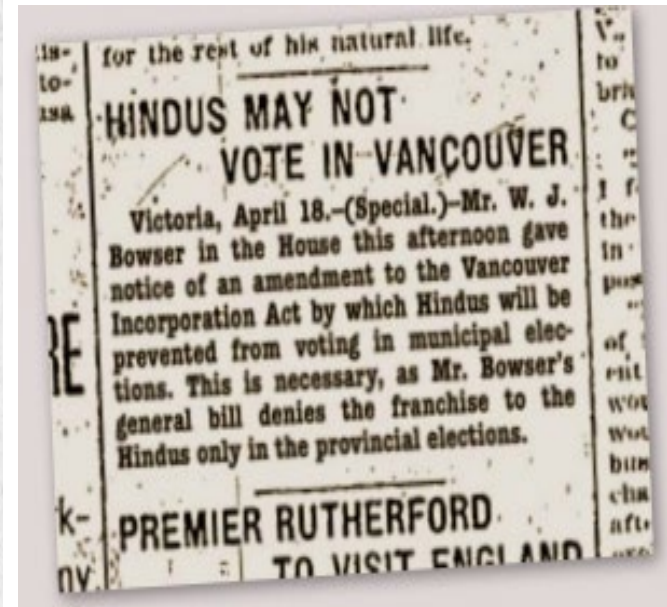 for the rest of his natural life.
HINDUS MAY NOT
VOTE IN VANCOUVER
Victoria, April 18.-(Special.)-Mr. W. J.
Bowser in the House this afternoon gave
notice of an amendment to the Vancouver
Incorporation Act by which Hindus will be
prevented from voting in municipal elec-
tions. This is necessary, as Mr. Bowser's
general bill denies the franchise to the
Hindus only in the provincial elections.
PREMIER RUTHERFORD
TO VISIT ENGLAND